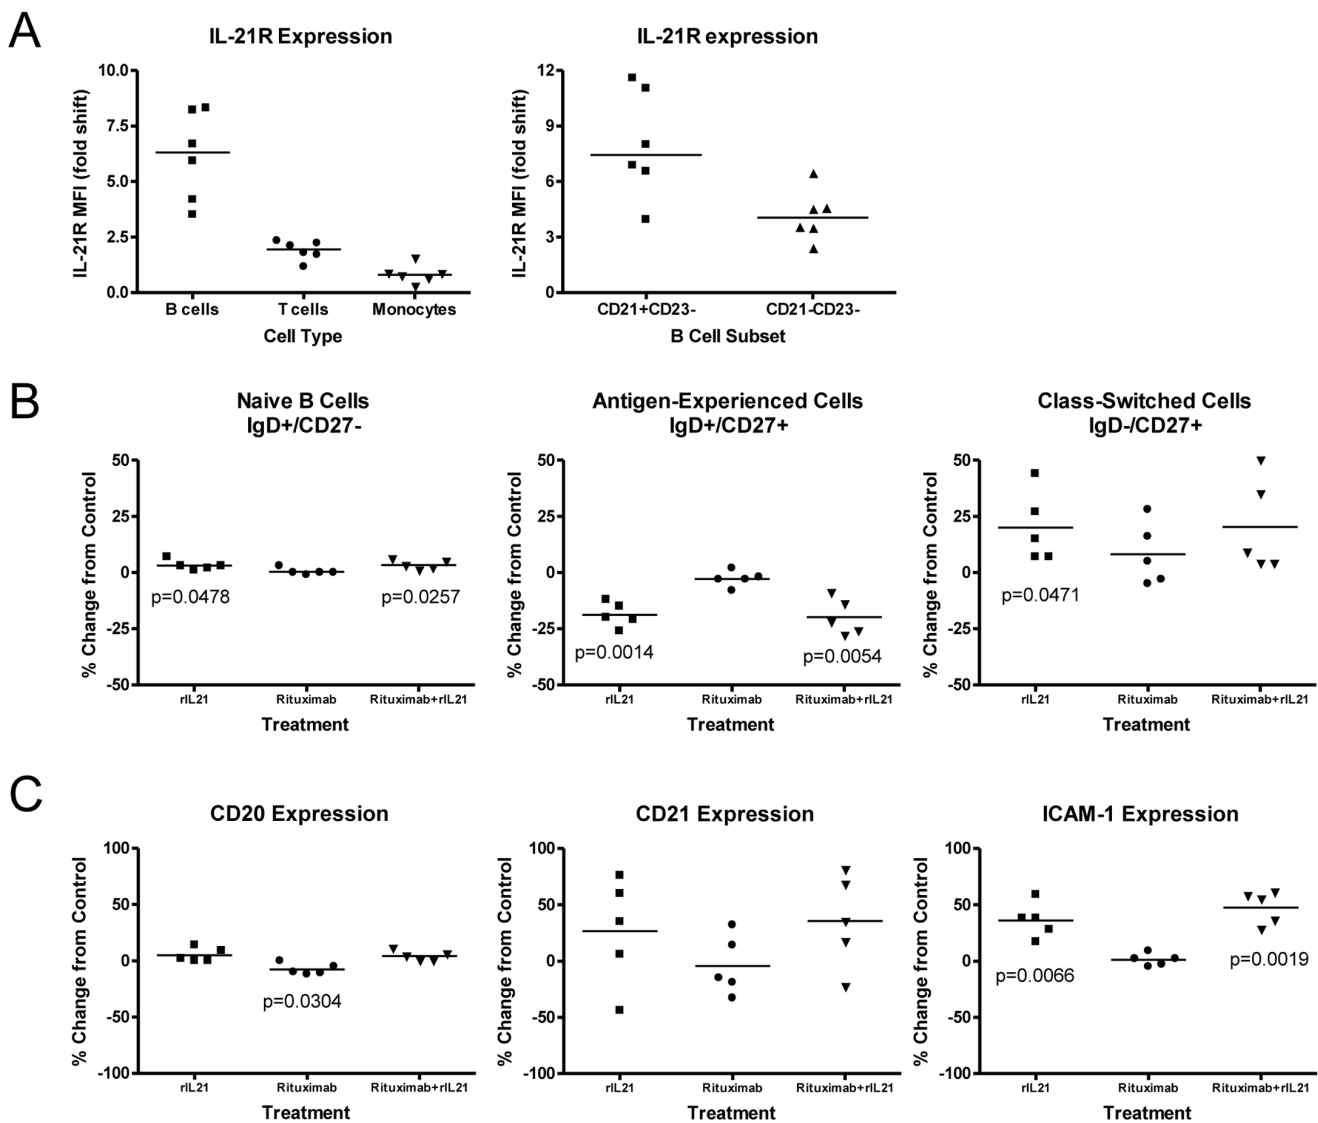 A
IL-21R Expression
IL-21R MFI (fold shift)
10.0
7.5
5.0
2.5
0.0
B cells
T cells
Monocytes
Cell Type
IL-21R expression
IL-21R MFI (fold shift)
12
9
6
3
0
CD21+CD23-
CD21-CD23-
B Cell Subset
B
Naive B Cells
IgD+/CD27-
% Change from Control
50
25
0
-25
-50
p=0.0478
p=0.0257
rIL21
Rituximab
Rituximab+rIL21
Treatment
Antigen-Experienced Cells
IgD+/CD27+
% Change from Control
50
25
0
-25
-50
p=0.0014
p=0.0054
rIL21
Rituximab
Rituximab+rIL21
Treatment
Class-Switched Cells
IgD-/CD27+
% Change from Control
50
25
0
-25
-50
p=0.0471
rIL21
Rituximab
Rituximab+rIL21
Treatment
C
CD20 Expression
% Change from Control
100
50
0
-50
-100
p=0.0304
rIL21
Rituximab
Rituximab+rIL21
Treatment
CD21 Expression
% Change from Control
100
50
0
-50
-100
rIL21
Rituximab
Rituximab+rIL21
Treatment
ICAM-1 Expression
% Change from Control
100
50
0
-50
-100
p=0.0066
p=0.0019
rIL21
Rituximab
Rituximab+rIL21
Treatment